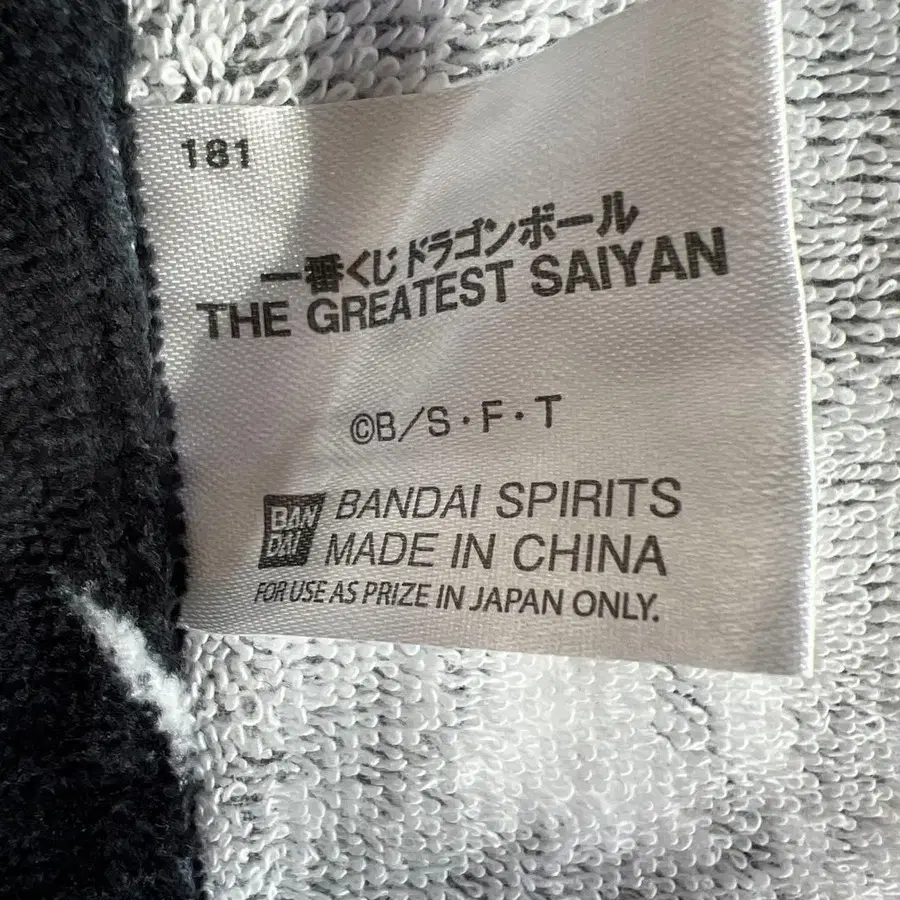 181
一番くじ ドラゴンボール
THE GREATEST SAIYAN
©B/S・F・T
BAN
DAI
BANDAI SPIRITS
MADE IN CHINA
FOR USE AS PRIZE IN JAPAN ONLY.